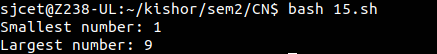 sjcet@Z238-UL:~/kishor/sem2/CN$ bash 15.sh
Smallest number: 1
Largest number: 9